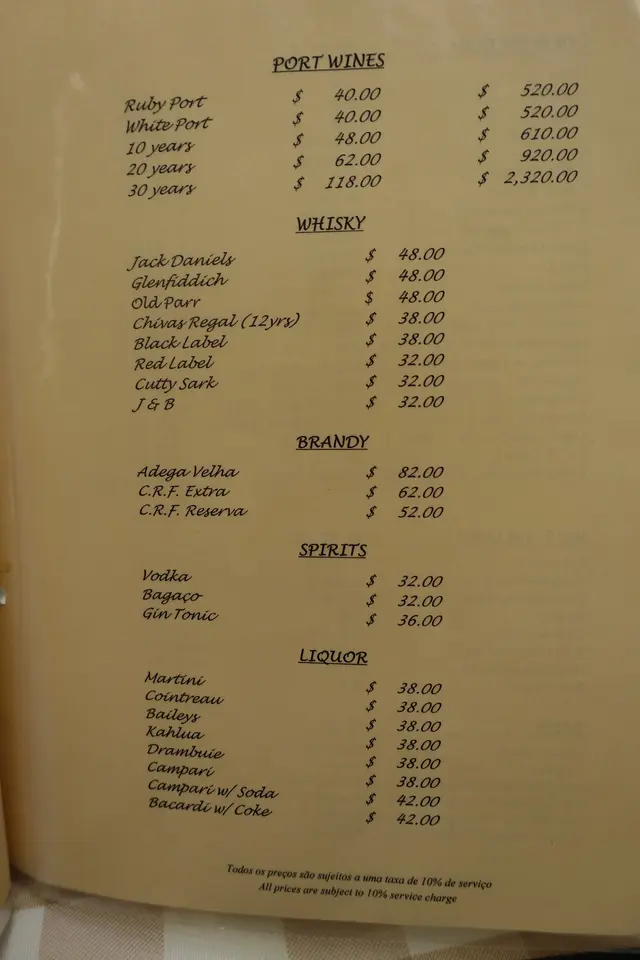 PORT WINES
Ruby Port $ 40.00 $ 520.00
White Port $ 40.00 $ 520.00
10 years $ 48.00 $ 610.00
20 years $ 62.00 $ 920.00
30 years $ 118.00 $ 2,320.00
WHISKY
Jack Daniels $ 48.00
Glenfiddich $ 48.00
Old Parr $ 48.00
Chivas Regal (12yrs) $ 38.00
Black Label $ 38.00
Red Label $ 32.00
Cutty Sark $ 32.00
J & B $ 32.00
BRANDY
Adega Velha $ 82.00
C.R.F. Extra $ 62.00
C.R.F. Reserva $ 52.00
SPIRITS
Vodka $ 32.00
Bagaço $ 32.00
Gin Tonic $ 36.00
LIQUOR
Martini $ 38.00
Cointreau $ 38.00
Baileys $ 38.00
Kahlua $ 38.00
Drambuie $ 38.00
Campari $ 38.00
Campari w/ Soda $ 42.00
Bacardi w/ Coke $ 42.00
Todos os preços são sujeitos a uma taxa de 10% de serviço
All prices are subject to 10% service charge